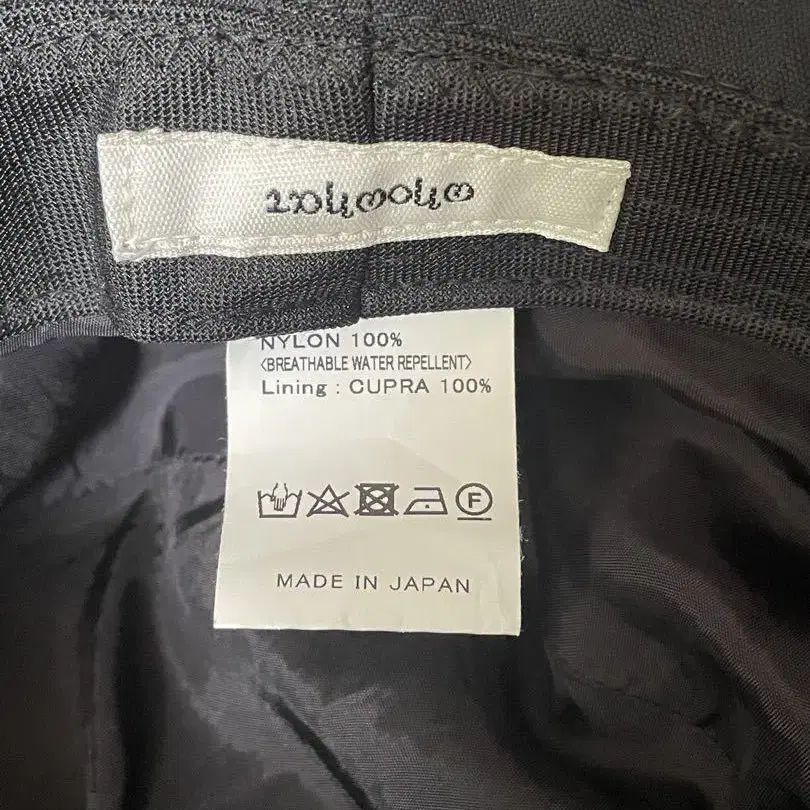 NYLON 100%
〈BREATHABLE WATER REPELLENT〉
Lining : CUPRA 100%
F
MADE IN JAPAN